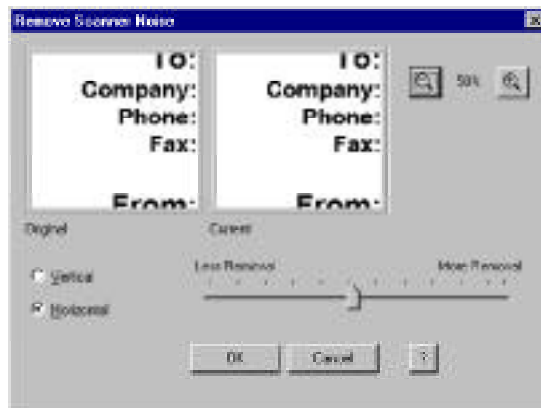 Remove Scanner Noise
To:
Company:
Phone:
Fax:
From:
To:
Company:
Phone:
Fax:
From:
50%
Original
Current
Vertical
Horizontal
Less Removal
More Removal
OK
Cancel
?